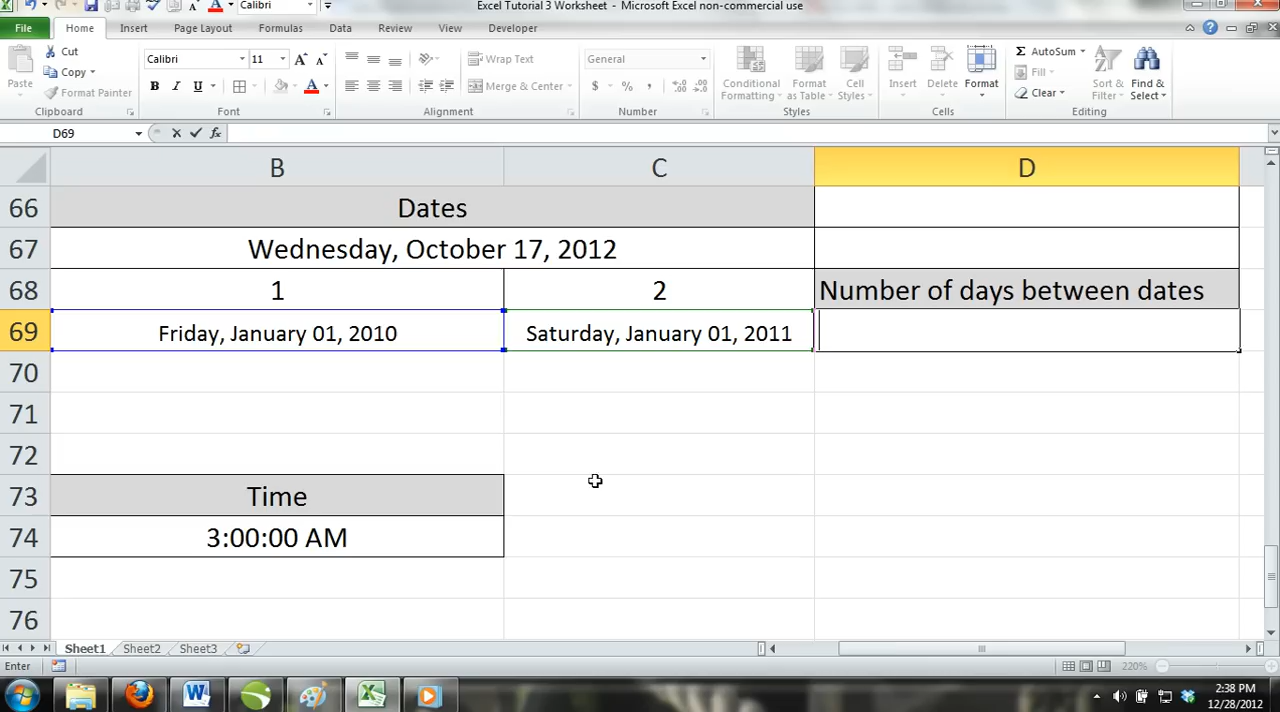 Calibri
Excel Tutorial 3 Worksheet - Microsoft Excel non-commercial use
File Home Insert Page Layout Formulas Data Review View Developer
Paste
Cut
Copy
Format Painter
Clipboard
Calibri 11
B I U
Font
Wrap Text
Merge & Center
Alignment
General
$ % ,
Number
Conditional Formatting
Format as Table
Cell Styles
Styles
Insert Delete Format
Cells
AutoSum
Fill
Clear
Sort & Filter
Find & Select
Editing
D69 fx
B C D
66 Dates
67 Wednesday, October 17, 2012
68 1 2 Number of days between dates
69 Friday, January 01, 2010 Saturday, January 01, 2011
70
71
72
73 Time
74 3:00:00 AM
75
76
Sheet1 Sheet2 Sheet3
Enter 220%
2:38 PM
12/28/2012